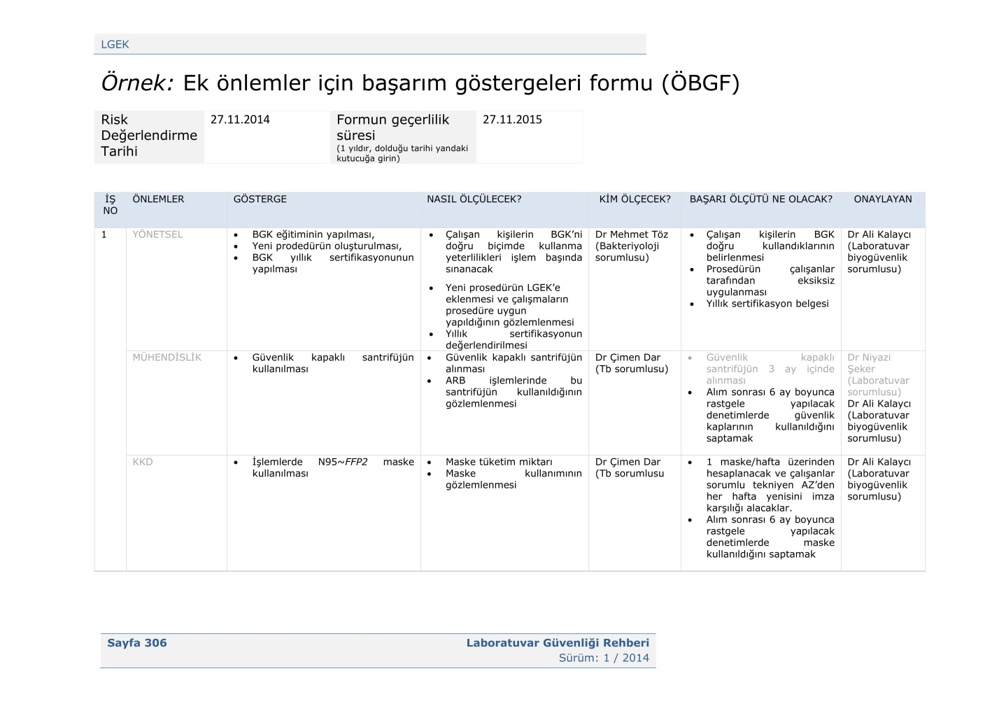 LGEK
Örnek: Ek önlemler için başarım göstergeleri formu (ÖBGF)
Risk
Değerlendirme
Tarihi
27.11.2014
Formun geçerlilik
süresi
(1 yıldır, dolduğu tarihi yandaki
kutucuğa girin)
27.11.2015
İŞ
NO
ÖNLEMLER
GÖSTERGE
NASIL ÖLÇÜLECEK?
KİM ÖLÇECEK?
BAŞARI ÖLÇÜTÜ NE OLACAK?
ONAYLAYAN
1
YÖNETSEL
• BGK eğitiminin yapılması,
• Yeni prodedürün oluşturulması,
• BGK yıllık sertifikasyonunun
yapılması
• Çalışan kişilerin BGK’ni
doğru biçimde kullanma
yeterlilikleri işlem başında
sınanacak
• Yeni prosedürün LGEK’e
eklenmesi ve çalışmaların
prosedüre uygun
yapıldığının gözlemlenmesi
• Yıllık sertifikasyonun
değerlendirilmesi
Dr Mehmet Töz
(Bakteriyoloji
sorumlusu)
• Çalışan kişilerin BGK
doğru kullandıklarının
belirlenmesi
• Prosedürün çalışanlar
tarafından eksiksiz
uygulanması
• Yıllık sertifikasyon belgesi
Dr Ali Kalaycı
(Laboratuvar
biyogüvenlik
sorumlusu)
MÜHENDİSLİK
• Güvenlik kapaklı santrifüjün
kullanılması
• Güvenlik kapaklı santrifüjün
alınması
• ARB işlemlerinde bu
santrifüjün kullanıldığının
gözlemlenmesi
Dr Çimen Dar
(Tb sorumlusu)
• Güvenlik kapaklı
santrifüjün 3 ay içinde
alınması
• Alım sonrası 6 ay boyunca
rastgele yapılacak
denetimlerde güvenlik
kaplarının kullanıldığını
saptamak
Dr Niyazi
Şeker
(Laboratuvar
sorumlusu)
Dr Ali Kalaycı
(Laboratuvar
biyogüvenlik
sorumlusu)
KKD
• İşlemlerde N95~FFP2 maske
kullanılması
• Maske tüketim miktarı
• Maske kullanımının
gözlemlenmesi
Dr Çimen Dar
(Tb sorumlusu
• 1 maske/hafta üzerinden
hesaplanacak ve çalışanlar
sorumlu tekniyen AZ’den
her hafta yenisini imza
karşılığı alacaklar.
• Alım sonrası 6 ay boyunca
rastgele yapılacak
denetimlerde maske
kullanıldığını saptamak
Dr Ali Kalaycı
(Laboratuvar
biyogüvenlik
sorumlusu)
Sayfa 306
Laboratuvar Güvenliği Rehberi
Sürüm: 1 / 2014